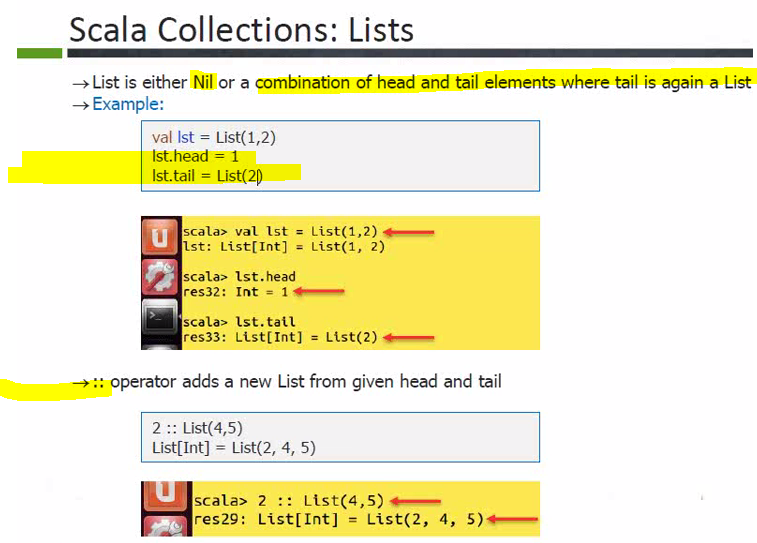 Scala Collections: Lists
→ List is either Nil or a combination of head and tail elements where tail is again a List
→ Example:
val lst = List(1,2)
lst.head = 1
lst.tail = List(2)
scala> val lst = List(1,2)
lst: List[Int] = List(1, 2)
scala> lst.head
res32: Int = 1
scala> lst.tail
res33: List[Int] = List(2)
→ :: operator adds a new List from given head and tail
2 :: List(4,5)
List[Int] = List(2, 4, 5)
scala> 2 :: List(4,5)
res29: List[Int] = List(2, 4, 5)